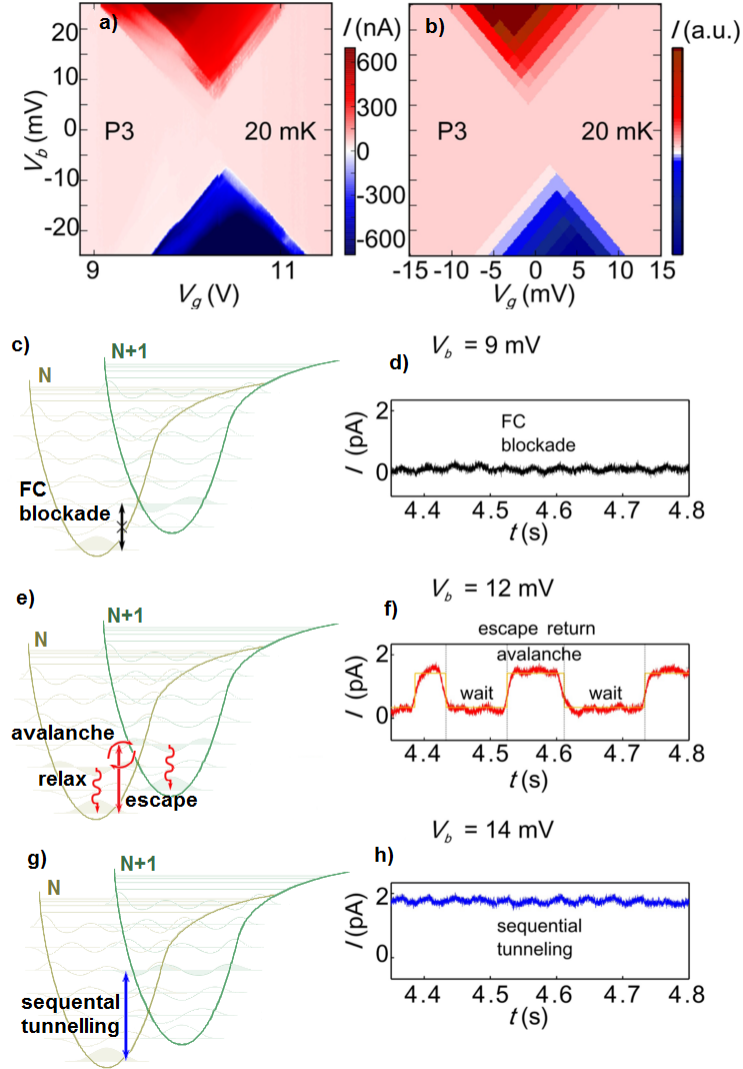 a)
I (nA)
b)
I (a.u.)
20
10
0
-10
-20
V_b (mV)
P3
20 mK
600
300
0
-300
-600
P3
20 mK
9
11
V_g (V)
-15 -10 -5 0 5 10 15
V_g (mV)
c)
N+1
N
FC
blockade
V_b = 9 mV
d)
2
0
I (pA)
FC
blockade
4.4 4.5 4.6 4.7 4.8
t (s)
e)
N+1
N
avalanche
relax
escape
V_b = 12 mV
f)
escape return
avalanche
2
0
I (pA)
wait
wait
4.4 4.5 4.6 4.7 4.8
t (s)
g)
N+1
N
sequental
tunnelling
V_b = 14 mV
h)
2
0
I (pA)
sequential
tunneling
4.4 4.5 4.6 4.7 4.8
t (s)